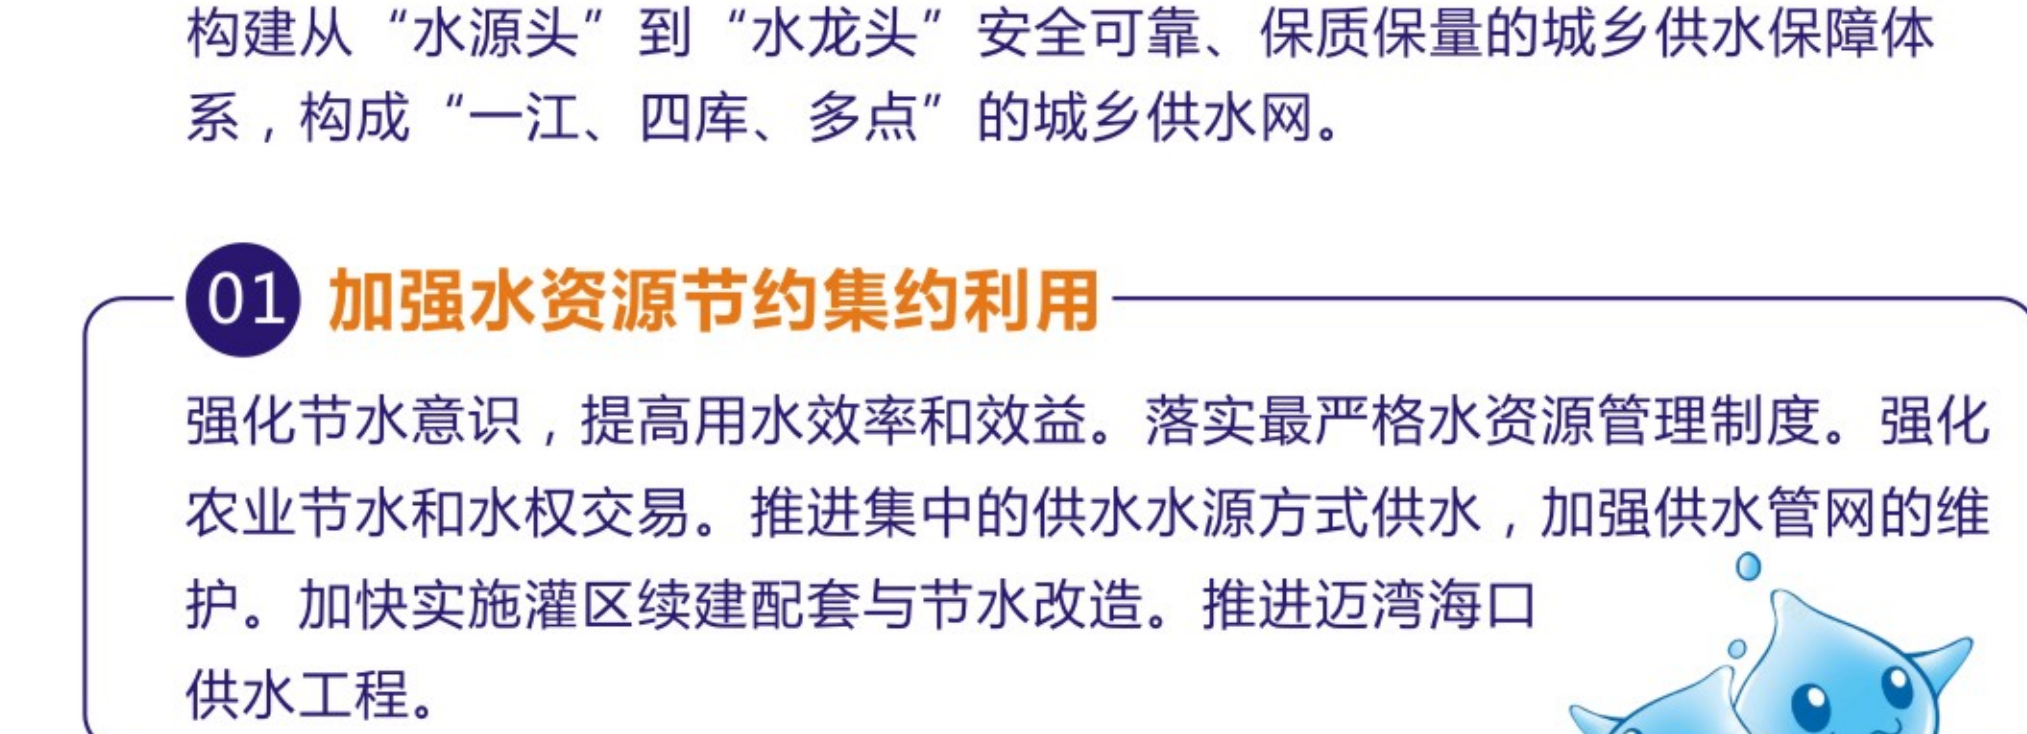 构建从“水源头”到“水龙头”安全可靠、保质保量的城乡供水保障体
系，构成“一江、四库、多点”的城乡供水网。
01 加强水资源节约集约利用
强化节水意识，提高用水效率和效益。落实最严格水资源管理制度。强化
农业节水和水权交易。推进集中的供水水源方式供水，加强供水管网的维
护。加快实施灌区续建配套与节水改造。推进迈湾海口
供水工程。